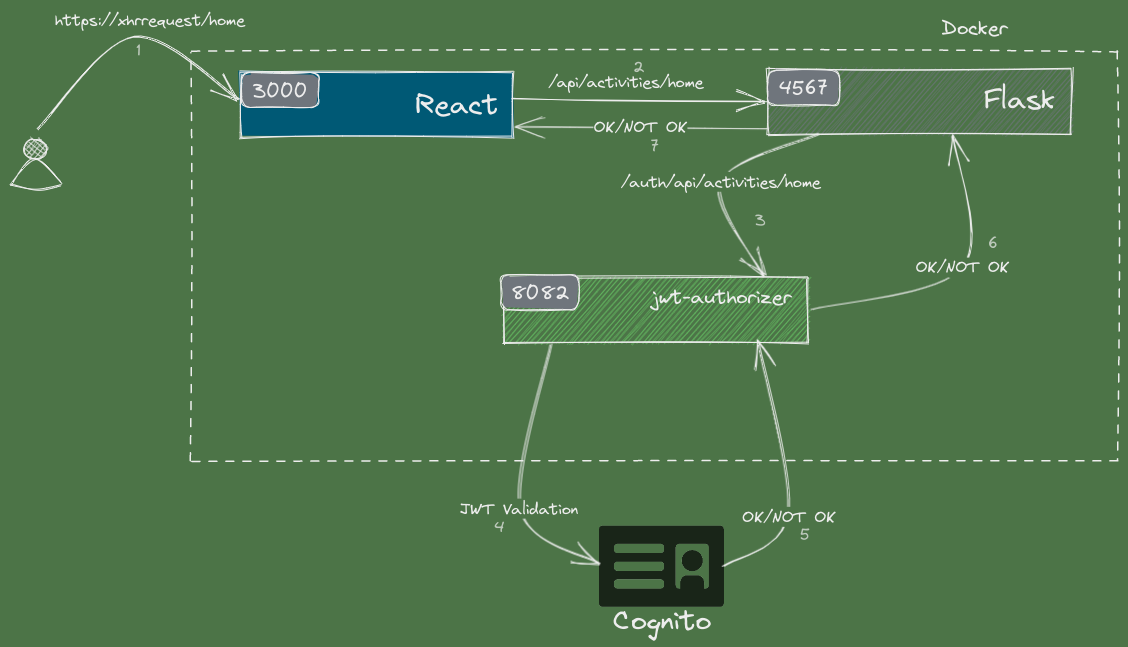 https://xhrrequest/home
1
Docker
3000
React
2
/api/activities/home
4567
Flask
OK/NOT OK
7
/auth/api/activities/home
3
6
OK/NOT OK
8082
jwt-authorizer
JWT Validation
4
OK/NOT OK
5
Cognito